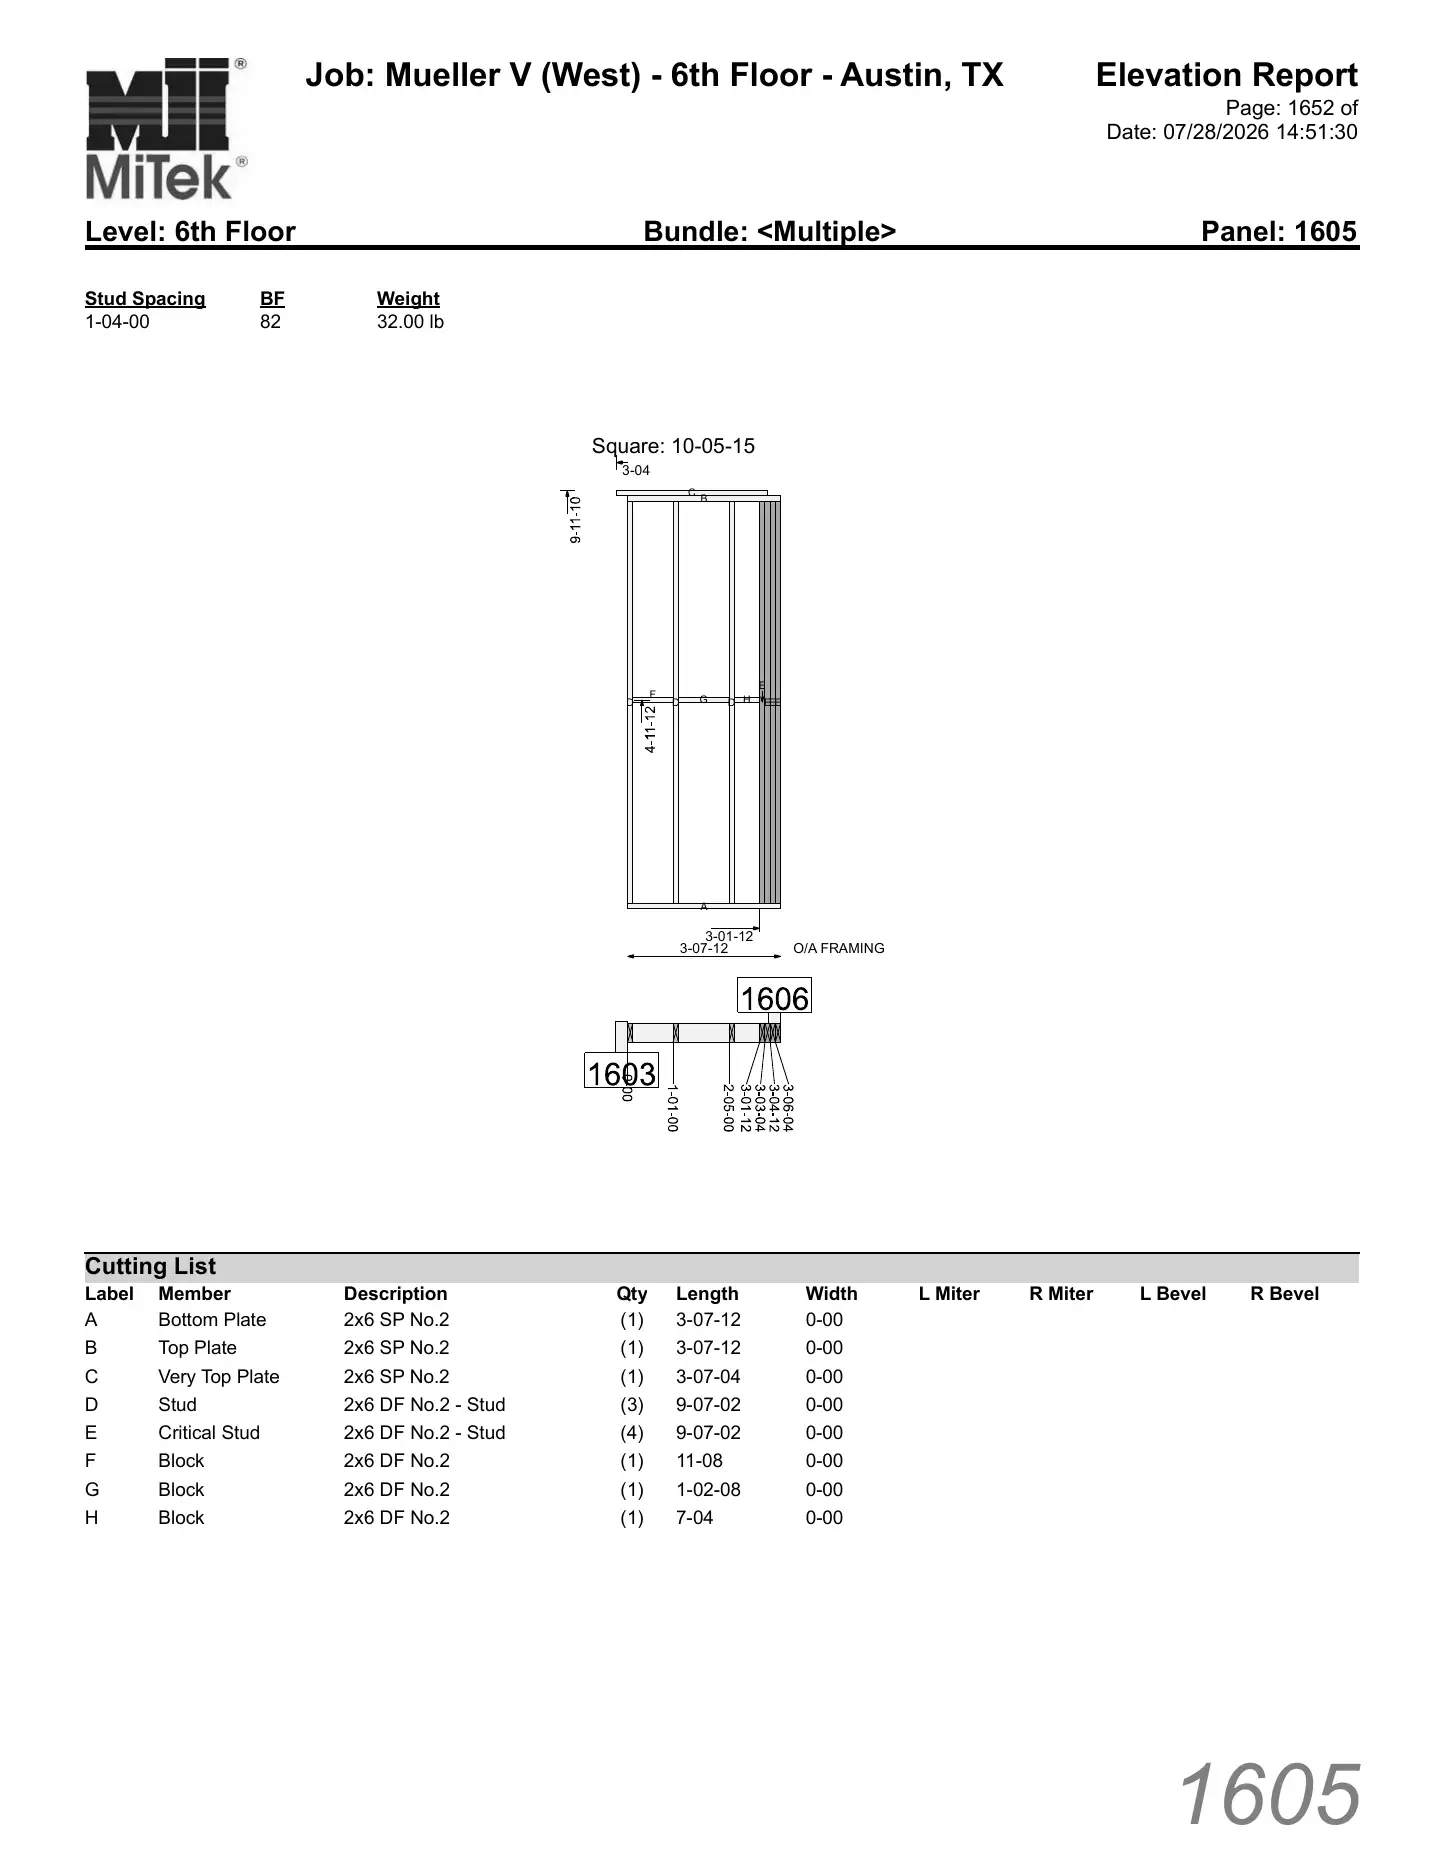 MiTek®
Job: Mueller V (West) - 6th Floor - Austin, TX
Elevation Report
Page: 1652 of
Date: 07/28/2026 14:51:30
Level: 6th Floor Bundle: <Multiple> Panel: 1605
Stud Spacing BF Weight
1-04-00 82 32.00 lb
Square: 10-05-15
3-04
C
B
9-11-10
E
F
G
H
D
D
D
4-11-12
A
3-01-12
3-07-12
O/A FRAMING
1606
1603
1-01-00
2-05-00
3-01-12
3-03-04
3-04-12
3-06-04
Cutting List
Label Member Description Qty Length Width L Miter R Miter L Bevel R Bevel
A Bottom Plate 2x6 SP No.2 (1) 3-07-12 0-00
B Top Plate 2x6 SP No.2 (1) 3-07-12 0-00
C Very Top Plate 2x6 SP No.2 (1) 3-07-04 0-00
D Stud 2x6 DF No.2 - Stud (3) 9-07-02 0-00
E Critical Stud 2x6 DF No.2 - Stud (4) 9-07-02 0-00
F Block 2x6 DF No.2 (1) 11-08 0-00
G Block 2x6 DF No.2 (1) 1-02-08 0-00
H Block 2x6 DF No.2 (1) 7-04 0-00
1605